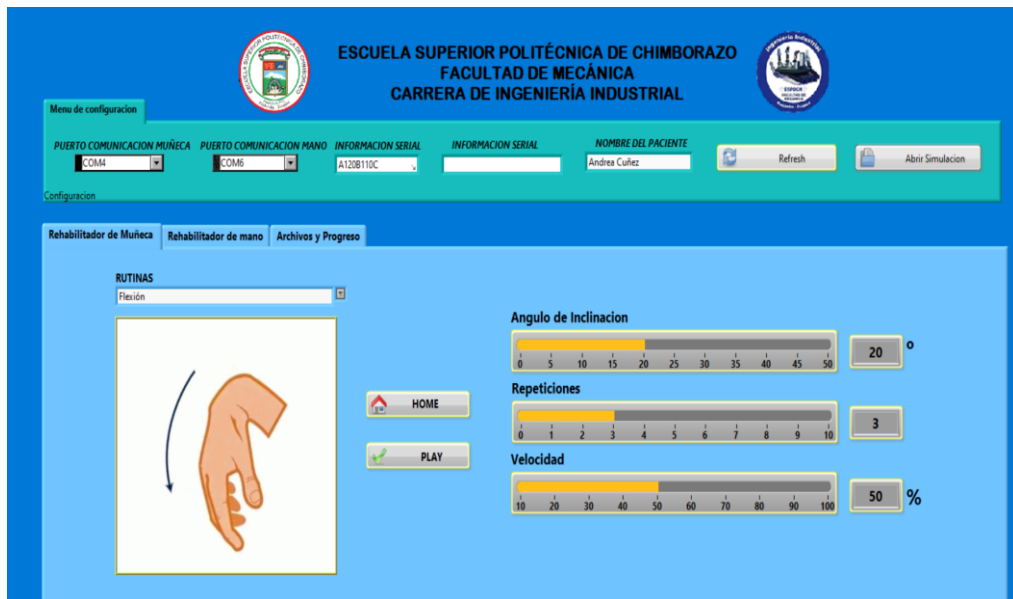 ESCUELA SUPERIOR POLITÉCNICA DE CHIMBORAZO
FACULTAD DE MECÁNICA
CARRERA DE INGENIERÍA INDUSTRIAL
Menu de configuracion
PUERTO COMUNICACION MUÑECA PUERTO COMUNICACION MANO INFORMACION SERIAL INFORMACION SERIAL NOMBRE DEL PACIENTE
COM4 COM6 A120B110C Andrea Cuñez Refresh Abrir Simulacion
Configuracion
Rehabilitador de Muñeca Rehabilitador de mano Archivos y Progreso
RUTINAS
Flexión
Angulo de Inclinacion
0 5 10 15 20 25 30 35 40 45 50
20 °
Repeticiones
0 1 2 3 4 5 6 7 8 9 10
3
HOME
PLAY
Velocidad
10 20 30 40 50 60 70 80 90 100
50 %